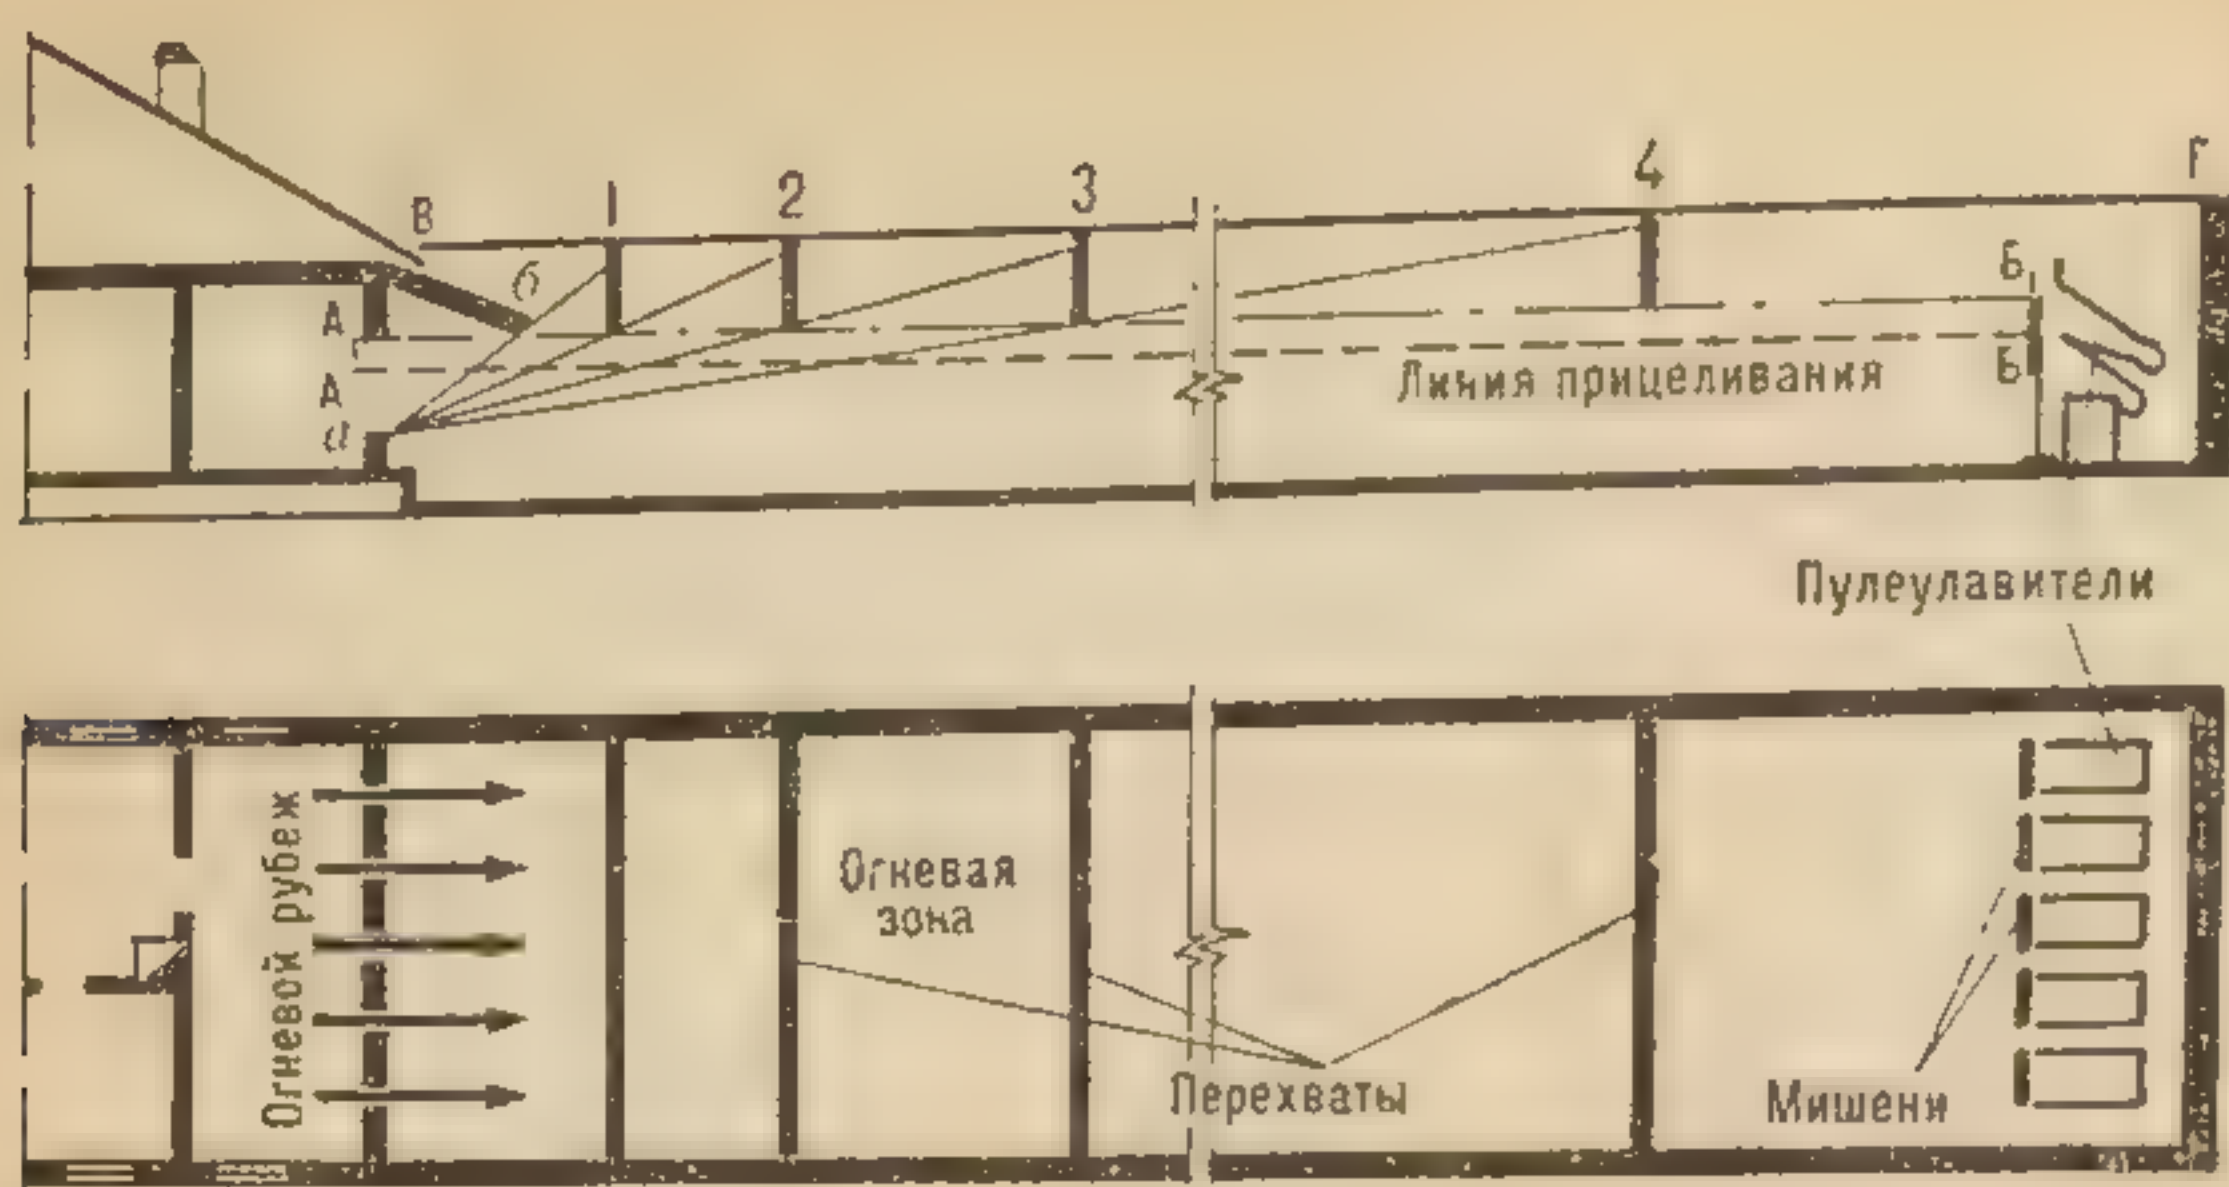 В
1
2
3
4
Г
б
А
А
а
Б
Б
Линия прицеливания
Пулеулавители
Огневой рубеж
Огневая
зона
Перехваты
Мишени